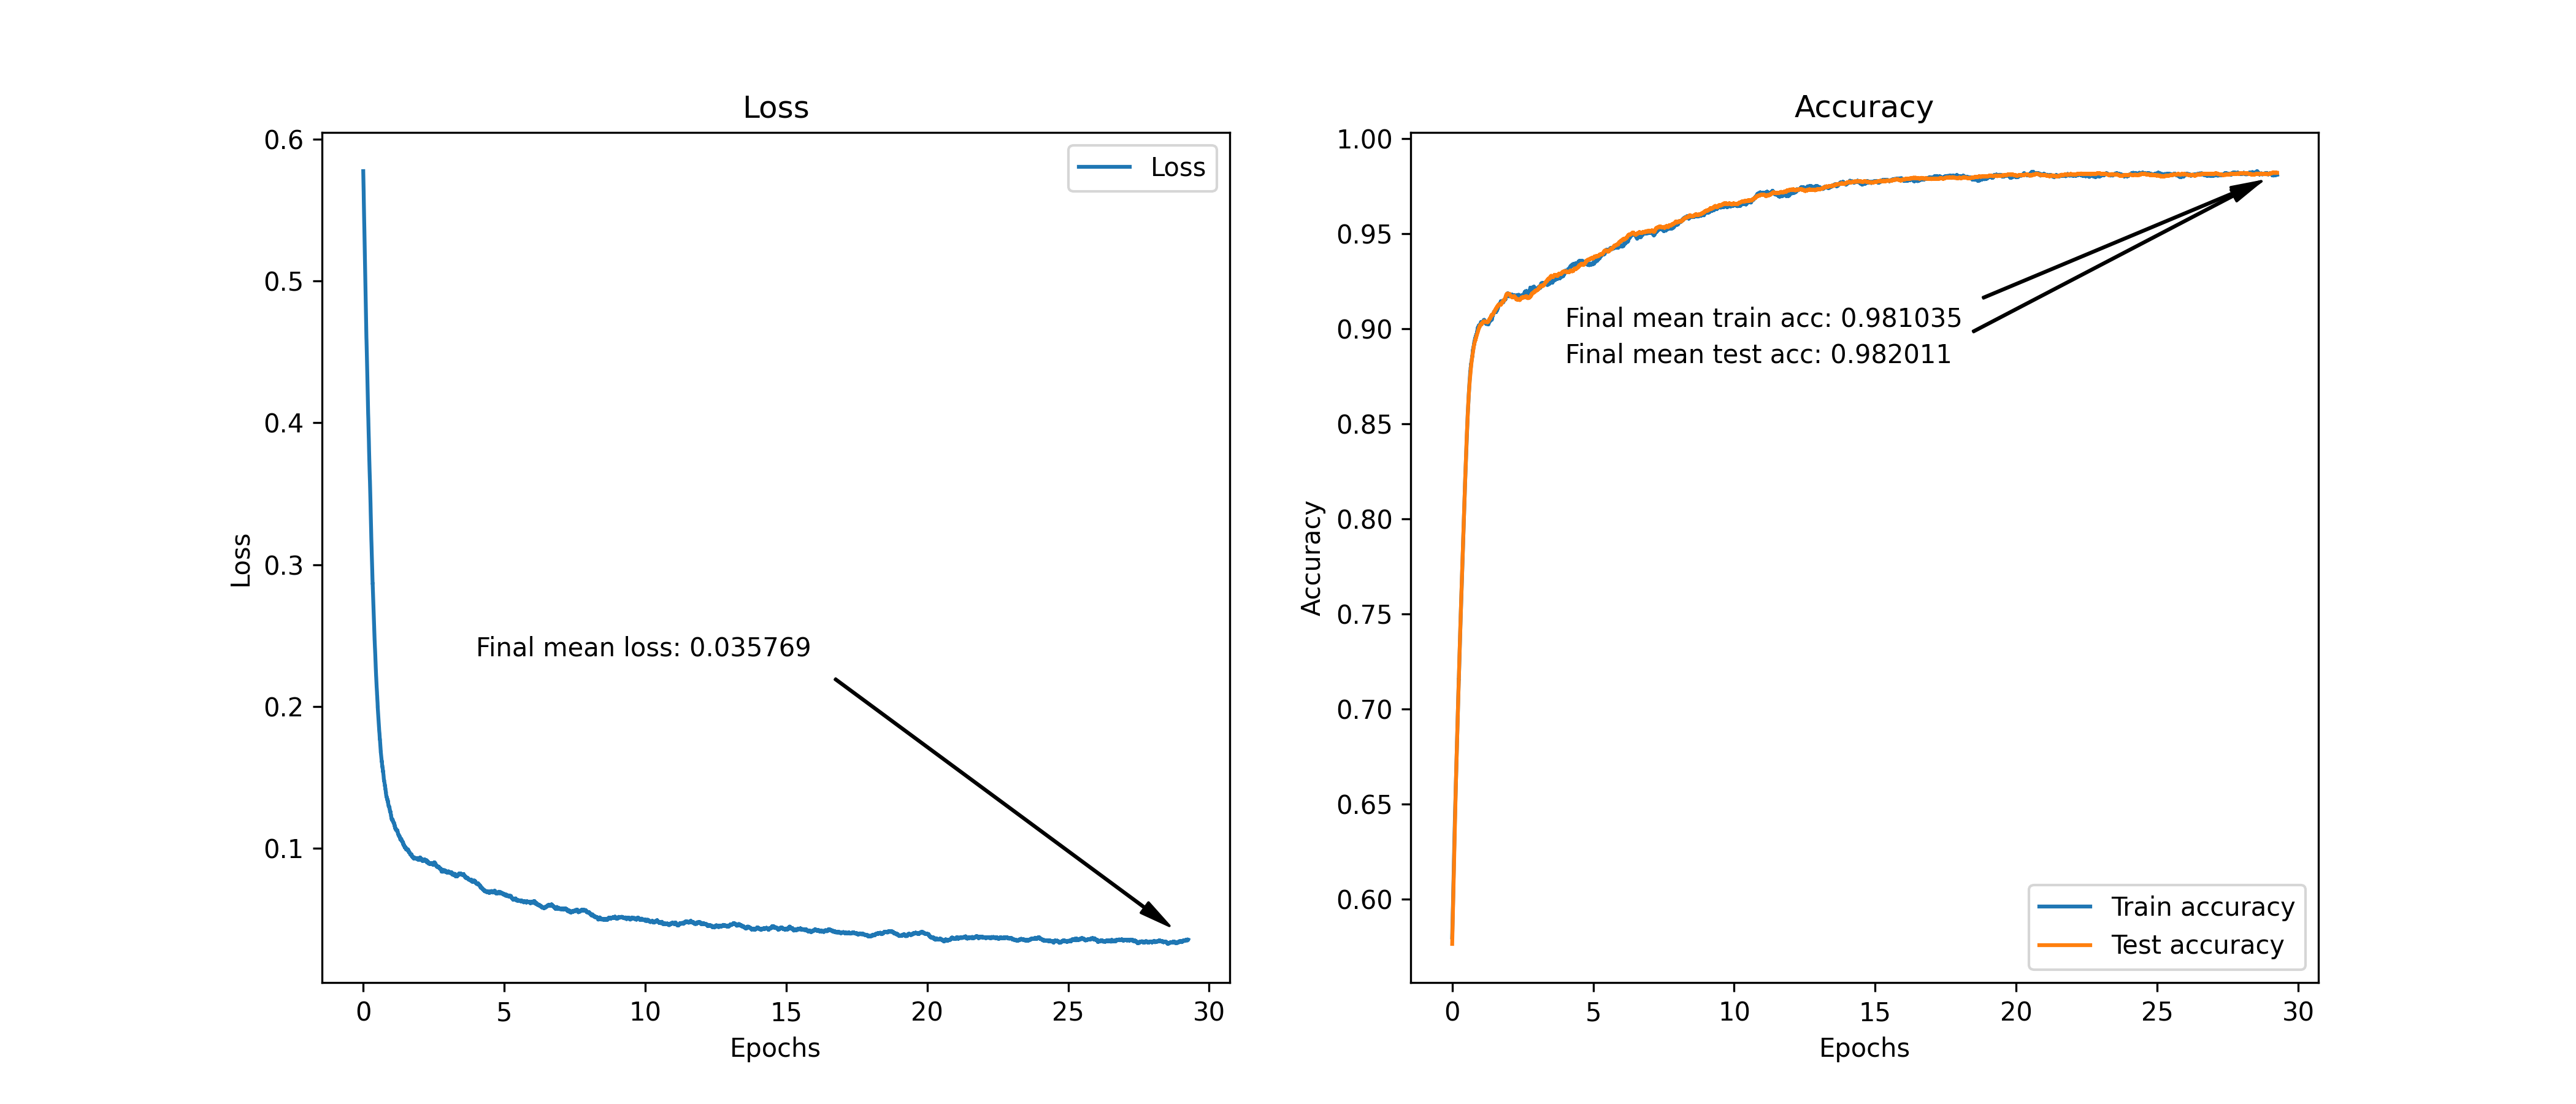 Loss
0.6
0.5
0.4
0.3
0.2
0.1
Loss
Loss
Final mean loss: 0.035769
0 5 10 15 20 25 30
Epochs
Accuracy
1.00
0.95
0.90
0.85
0.80
0.75
0.70
0.65
0.60
Accuracy
Final mean train acc: 0.981035
Final mean test acc: 0.982011
Train accuracy
Test accuracy
0 5 10 15 20 25 30
Epochs